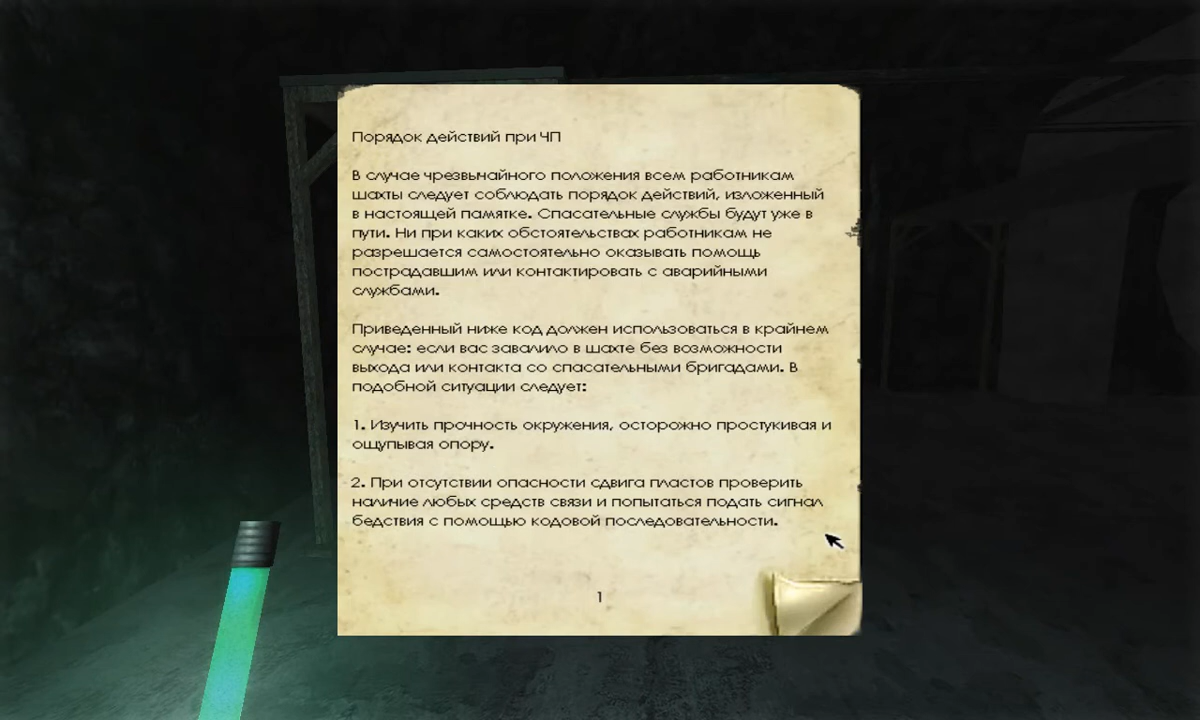 Порядок действий при ЧП
В случае чрезвычайного положения всем работникам
шахты следует соблюдать порядок действий, изложенный
в настоящей памятке. Спасательные службы будут уже в
пути. Ни при каких обстоятельствах работникам не
разрешается самостоятельно оказывать помощь
пострадавшим или контактировать с аварийными
службами.
Приведенный ниже код должен использоваться в крайнем
случае: если вас завалило в шахте без возможности
выхода или контакта со спасательными бригадами. В
подобной ситуации следует:
1. Изучить прочность окружения, осторожно простукивая и
ощупывая опору.
2. При отсутствии опасности сдвига пластов проверить
наличие любых средств связи и попытаться подать сигнал
бедствия с помощью кодовой последовательности.
1